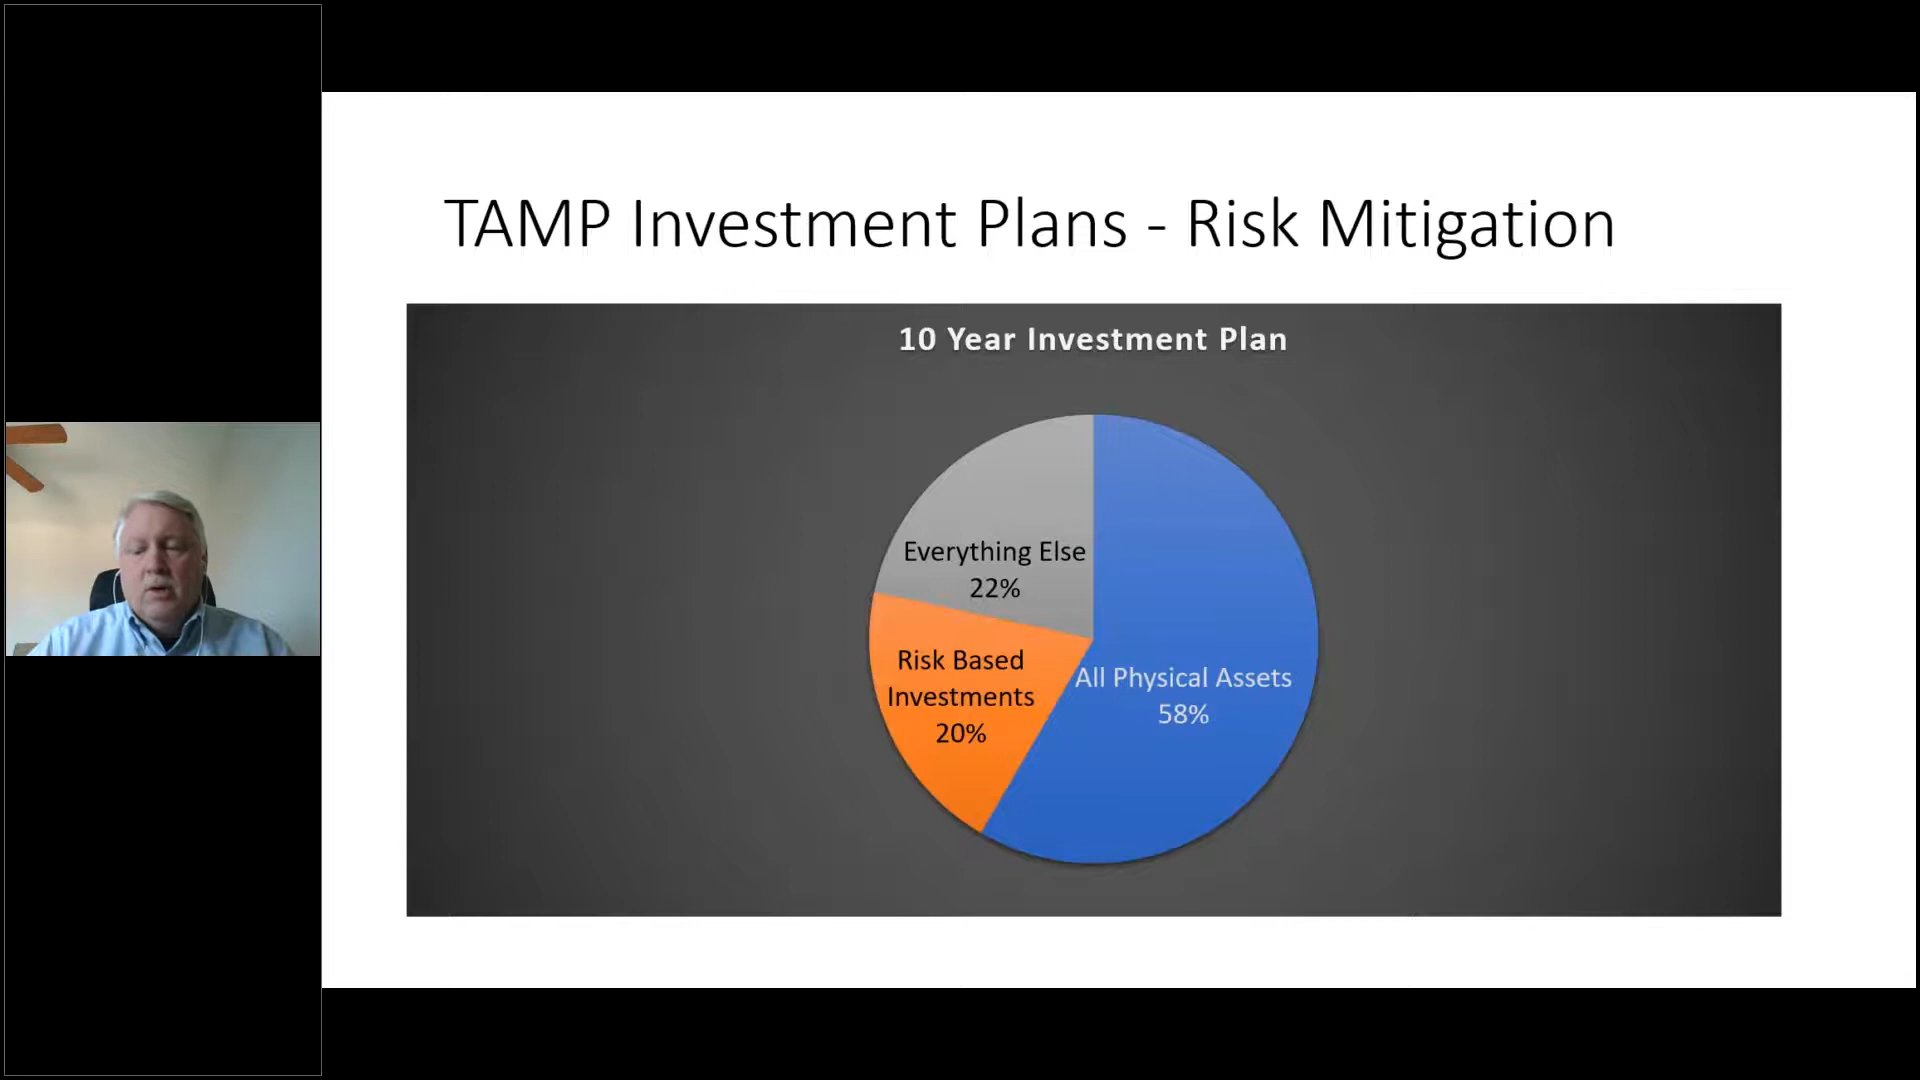 TAMP Investment Plans - Risk Mitigation
10 Year Investment Plan
Everything Else
22%
Risk Based
Investments
20%
All Physical Assets
58%